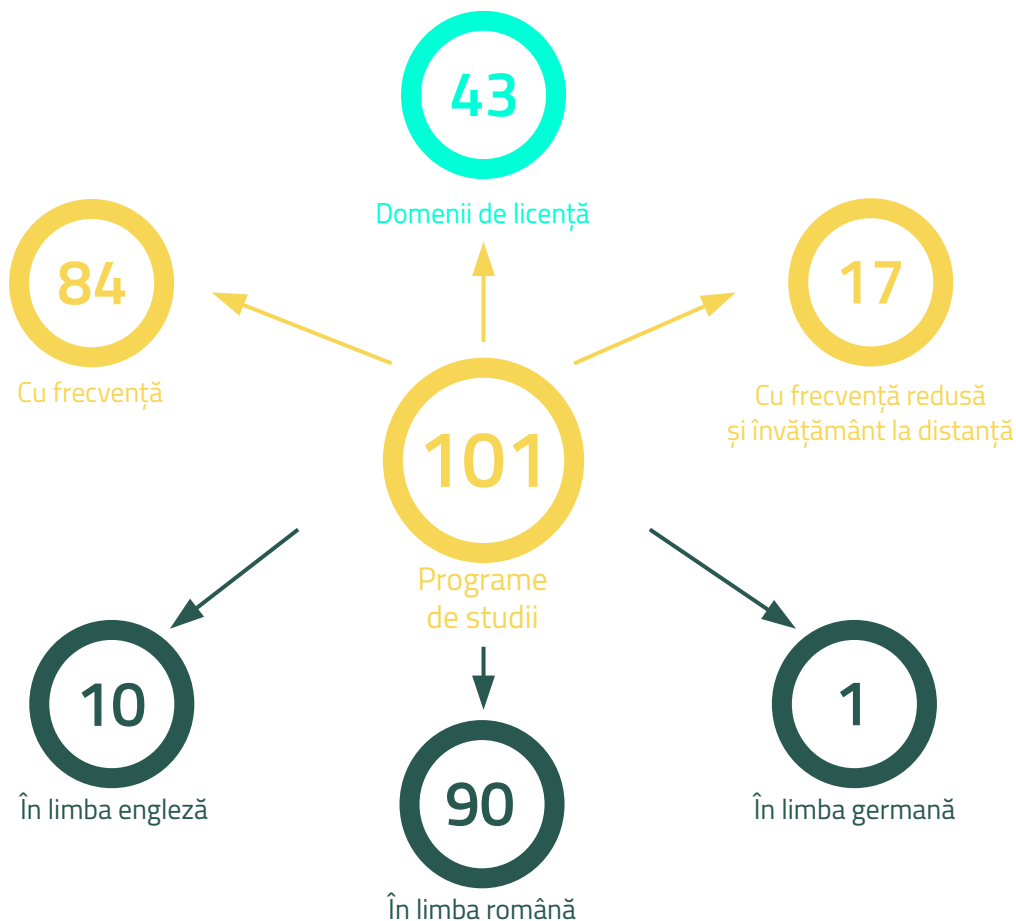 43
Domenii de licență
84
Cu frecvență
17
Cu frecvență redusă
și învățământ la distanță
101
Programe
de studii
10
În limba engleză
90
În limba română
1
În limba germană